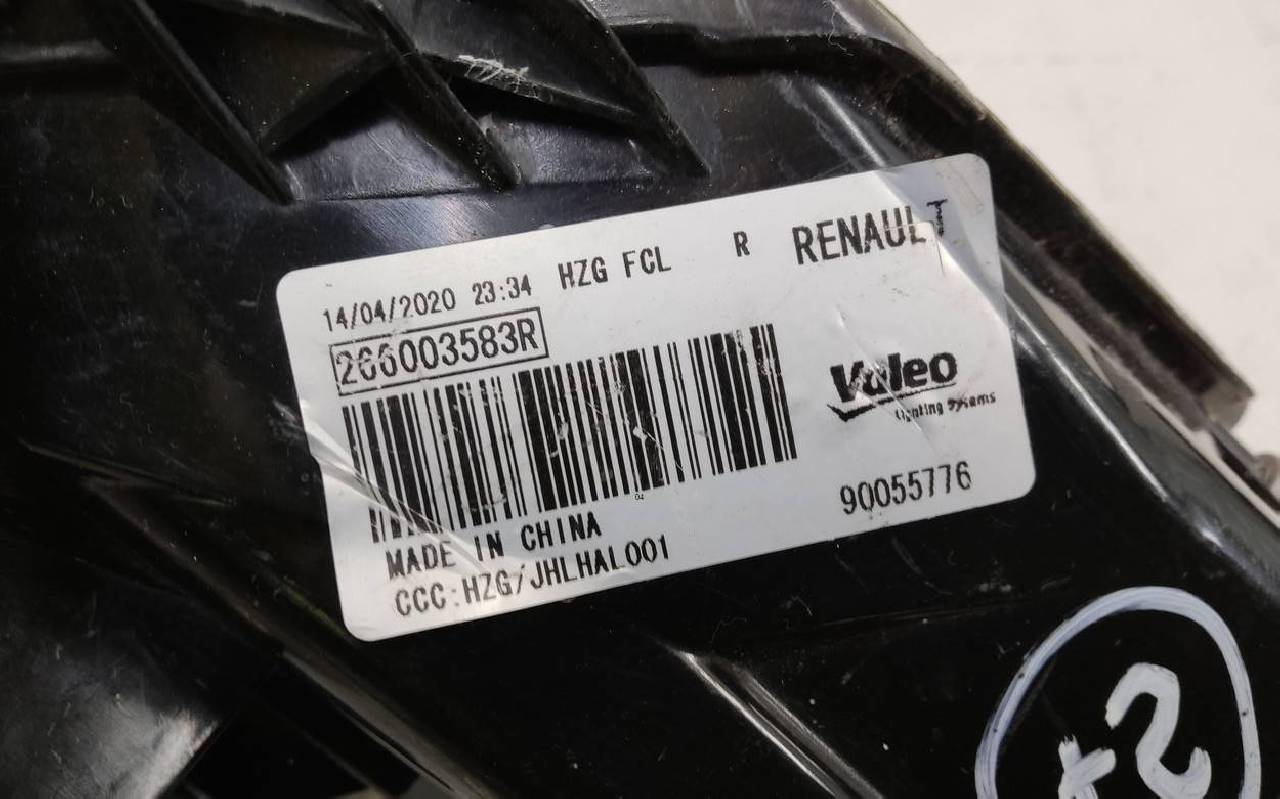 14/04/2020 23:34 HZG FCL R RENAULT
266003583R
Valeo
Lighting Systems
90055776
MADE IN CHINA
CCC:HZG/JHLHAL001